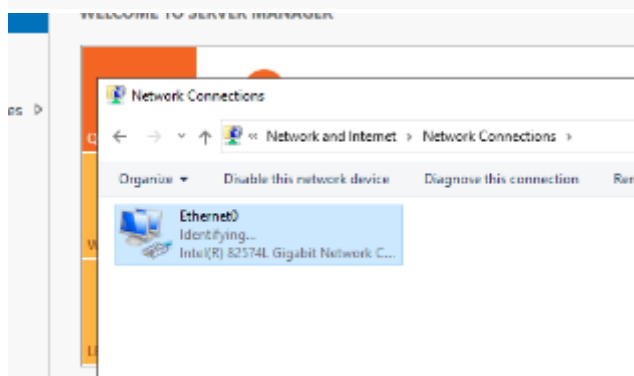 WELCOME TO SERVER MANAGER
Network Connections
Network and Internet › Network Connections ›
Organize Disable this network device Diagnose this connection Ren
Ethernet0
Identifying...
Intel(R) 82574L Gigabit Network C...
es